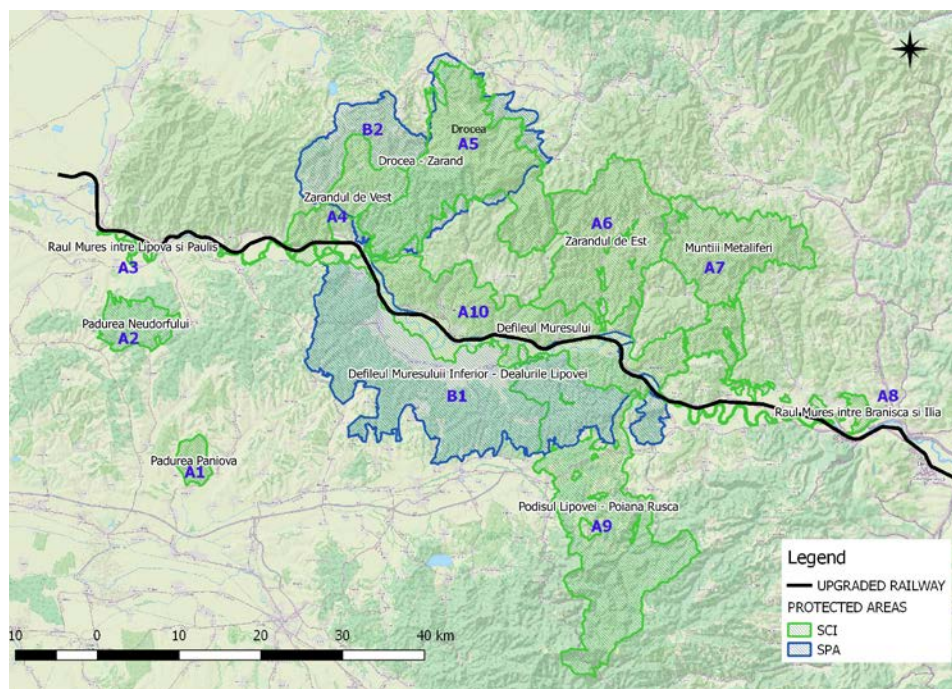 B2
Drocea
A5
Drocea - Zarand
Zarandul de Vest
A4
A6
Zarandul de Est
Raul Mures intre Lipova si Paulis
A3
Muntiii Metaliferi
A7
A10
Padurea Neudorfului
A2
Defileul Muresului
Defileul Muresuluii Inferior - Dealurile Lipovei
B1
A8
Raul Mures intre Branisca si Ilia
Padurea Paniova
A1
Podisul Lipovei - Poiana Rusca
A9
Legend
UPGRADED RAILWAY
PROTECTED AREAS
SCI
SPA
10 0 10 20 30 40 km